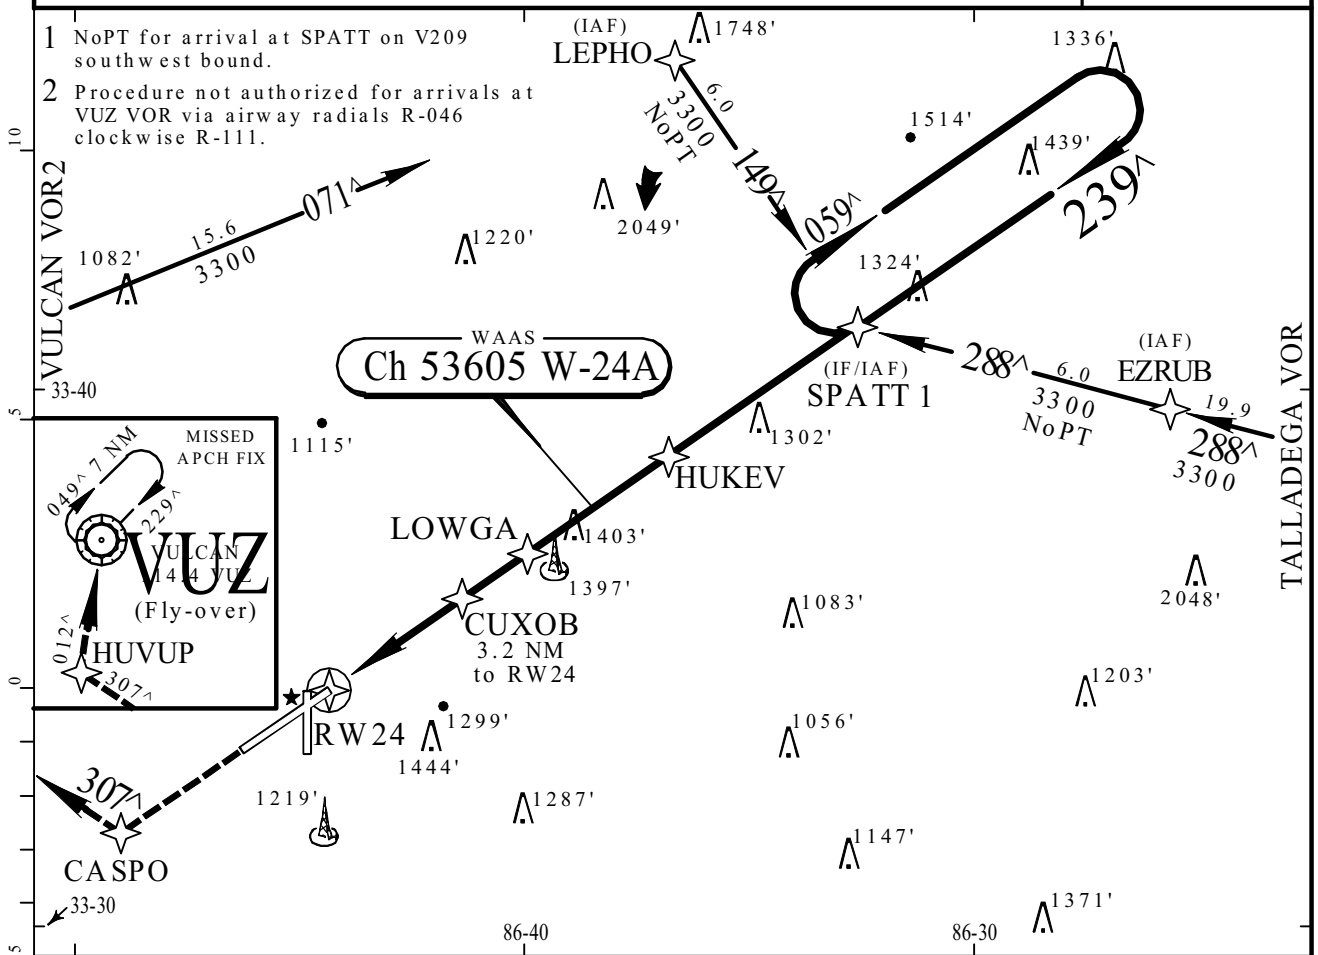 1 NoPT for arrival at SPATT on V209
southwest bound.
2 Procedure not authorized for arrivals at
VUZ VOR via airway radials R-046
clockwise R-111.
(IAF)
LEPHO
1748'
1336'
6.0
3300
NoPT
149^
1514'
1439'
239^
10
VULCAN VOR2
071^
15.6
3300
1082'
1220'
2049'
059^
1324'
WAAS
Ch 53605 W-24A
(IF/IAF)
SPATT 1
288^
6.0
3300
NoPT
(IAF)
EZRUB
19.9
288^
3300
TALLADEGA VOR
33-40
5
1115'
1302'
HUKEV
MISSED
APCH FIX
049^ 7 NM
229^
VUZ
VULCAN
14.4 VUZ
(Fly-over)
012^
HUVUP
307^
LOWGA
1403'
1397'
CUXOB
3.2 NM
to RW24
1083'
2048'
0
RW24
1299'
1444'
1056'
1203'
307^
CASPO
1219'
1287'
1147'
33-30
1371'
5
86-40
86-30